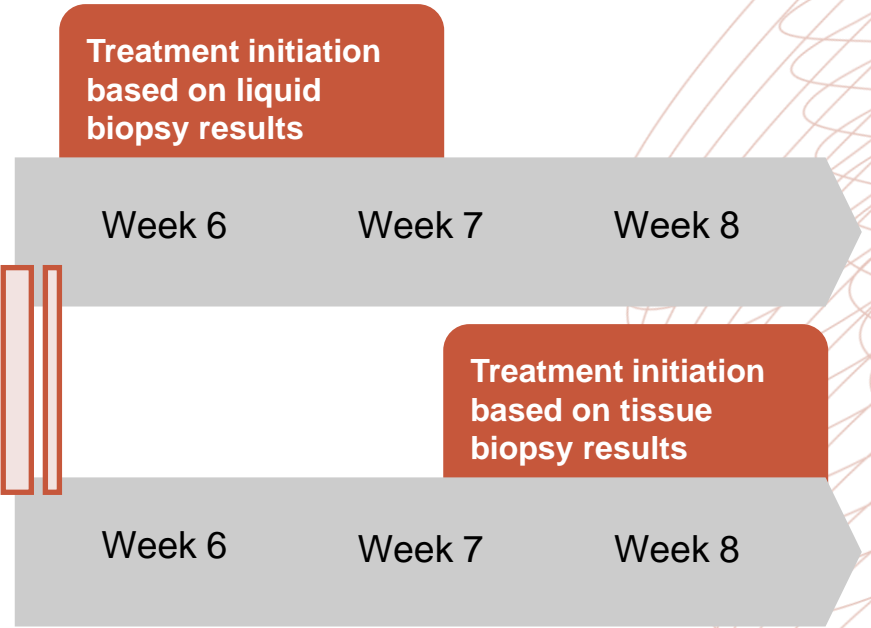 Treatment initiation
based on liquid
biopsy results
Week 6 Week 7 Week 8
Treatment initiation
based on tissue
biopsy results
Week 6 Week 7 Week 8